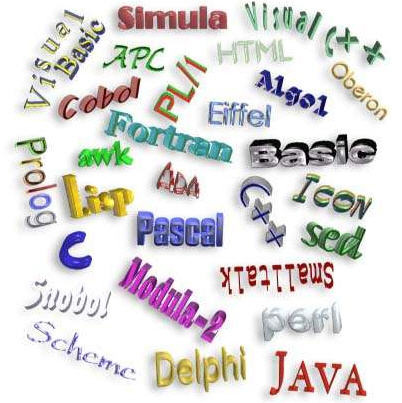 Simula
Visual C++
Visual Basic
APL
HTML
Oberon
Cobol
PL/1
Algol
Eiffel
Fortran
Basic
Prolog
awk
Ada
Icon
Lisp
C++
Pascal
sed
C
Smalltalk
Modula-2
Snobol
perl
Scheme
Delphi
JAVA